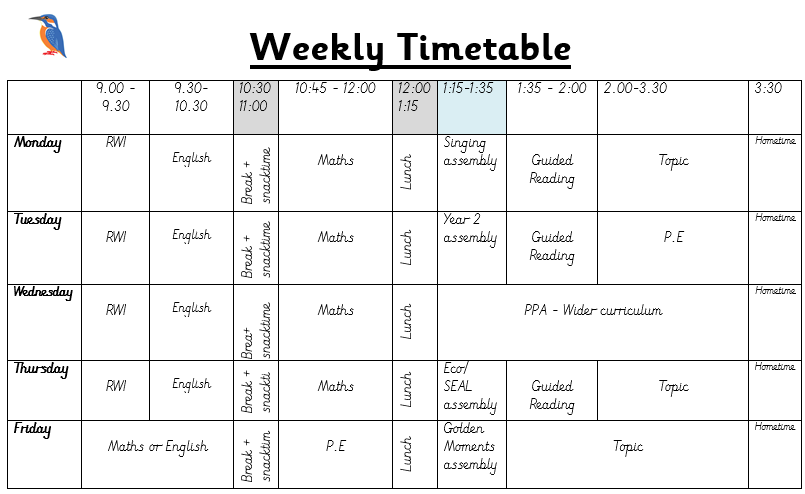 Weekly Timetable
9.00 - 9.30
9.30- 10.30
10:30 11:00
10:45 - 12:00
12:00 1:15
1:15-1:35
1:35 - 2:00
2.00-3.30
3:30
Monday
RWI
English
Break + snacktime
Maths
Lunch
Singing assembly
Guided Reading
Topic
Hometime
Tuesday
RWI
English
Break + snacktime
Maths
Lunch
Year 2 assembly
Guided Reading
P.E
Hometime
Wednesday
RWI
English
Brea+ snacktime
Maths
Lunch
PPA - Wider curriculum
Hometime
Thursday
RWI
English
Break + snackti
Maths
Lunch
Eco/ SEAL assembly
Guided Reading
Topic
Hometime
Friday
Maths or English
Break + snacktim
P.E
Lunch
Golden Moments assembly
Topic
Hometime